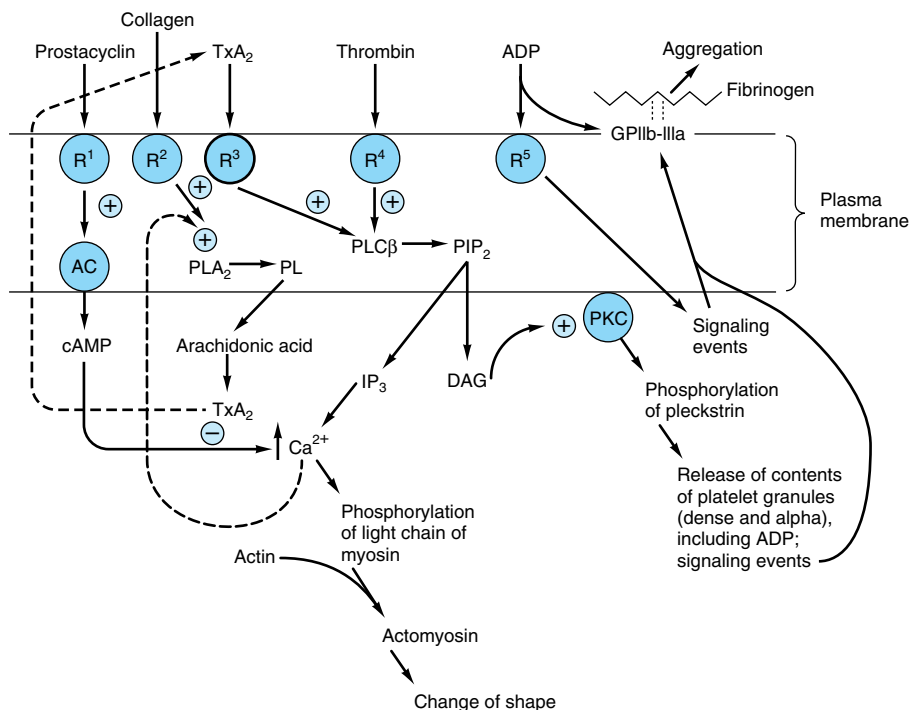 Collagen
Prostacyclin
TxA₂
Thrombin
ADP
Aggregation
Fibrinogen
GPIIb-IIIa
R¹
R²
R³
R⁴
R⁵
+
+
+
+
+
Plasma
membrane
AC
PLA₂
PL
PLCβ
PIP₂
PKC
+
Signaling
events
cAMP
Arachidonic acid
IP₃
DAG
Phosphorylation
of pleckstrin
TxA₂
−
Ca²⁺
Release of contents
of platelet granules
(dense and alpha),
including ADP;
signaling events
Phosphorylation
of light chain of
myosin
Actin
Actomyosin
Change of shape